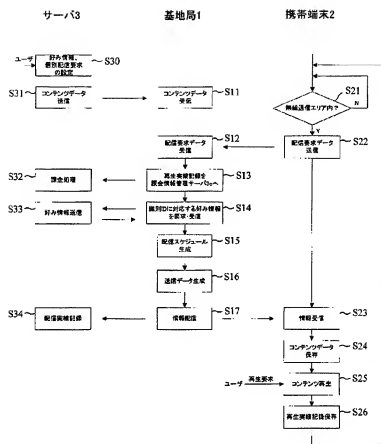 サーバ3
基地局1
携帯端末2
ユーザ
好み情報、
個別配信要求
の設定
S30
S31
コンテンツデータ
送信
コンテンツデータ
受信
S11
S21
無線送信エリア内?
N
Y
S12
配信要求データ
受信
配信要求データ
送信
S22
S32
課金処理
再生実績記録を
課金情報管理サーバ3cへ
S13
S33
好み情報送信
識別IDに対応する好み情報
を要求・受信
S14
配信スケジュール
生成
S15
送信データ生成
S16
S34
配信実績記録
情報配信
S17
情報受信
S23
コンテンツデータ
保存
S24
ユーザ
再生要求
コンテンツ再生
S25
再生実績記録保存
S26